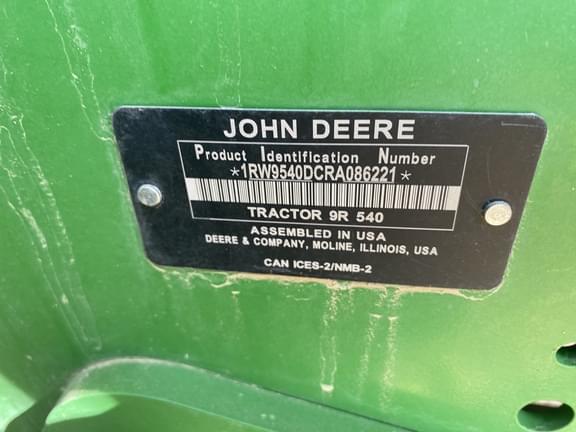 JOHN DEERE
Product Identification Number
*1RW9540DCRA086221*
TRACTOR 9R 540
ASSEMBLED IN USA
DEERE & COMPANY, MOLINE, ILLINOIS, USA
CAN ICES-2/NMB-2